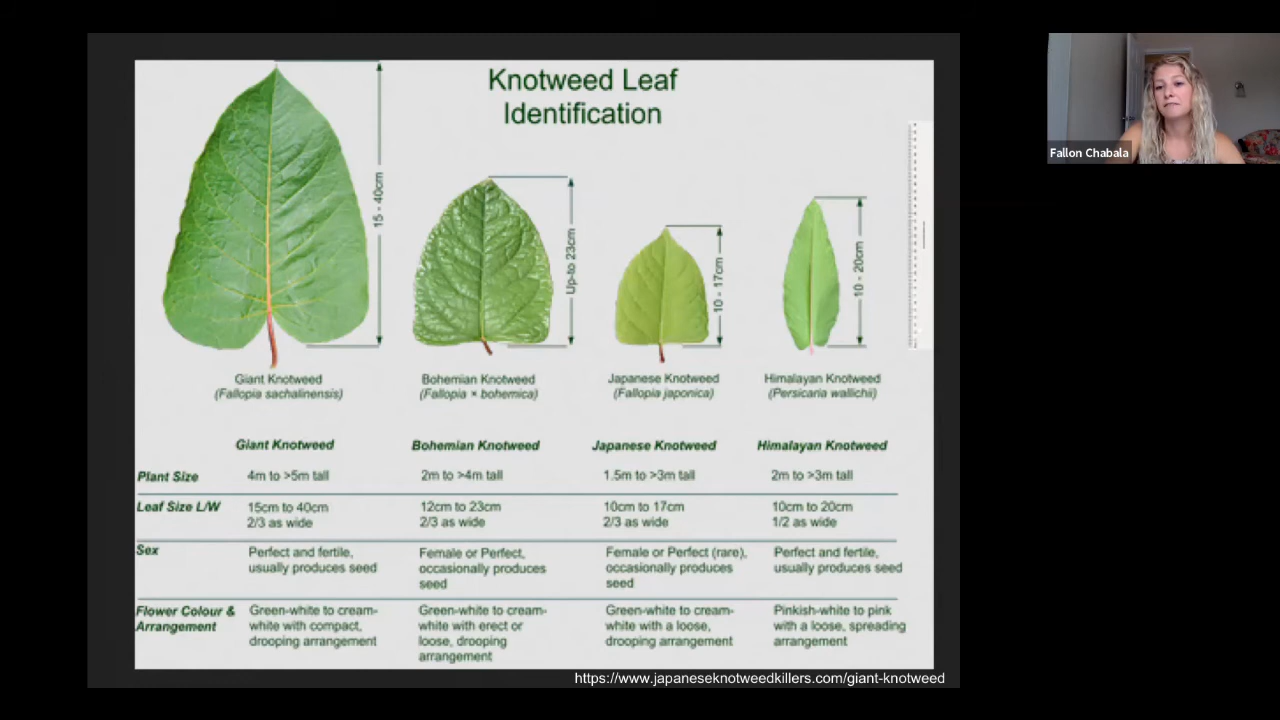 Knotweed Leaf
Identification
15 - 40cm
Up-to 23cm
10 - 17cm
10 - 20cm
Giant Knotweed
(Fallopia sachalinensis)
Bohemian Knotweed
(Fallopia × bohemica)
Japanese Knotweed
(Fallopia japonica)
Himalayan Knotweed
(Persicaria wallichii)
Giant Knotweed Bohemian Knotweed Japanese Knotweed Himalayan Knotweed
Plant Size 4m to >5m tall 2m to >4m tall 1.5m to >3m tall 2m to >3m tall
Leaf Size L/W 15cm to 40cm 12cm to 23cm 10cm to 17cm 10cm to 20cm
2/3 as wide 2/3 as wide 2/3 as wide 1/2 as wide
Sex Perfect and fertile, Female or Perfect, Female or Perfect (rare), Perfect and fertile,
usually produces seed occasionally produces occasionally produces usually produces seed
seed seed
Flower Colour & Green-white to cream- Green-white to cream- Green-white to cream- Pinkish-white to pink
Arrangement white with compact, white with erect or white with a loose, with a loose, spreading
drooping arrangement loose, drooping drooping arrangement arrangement
arrangement
https://www.japaneseknotweedkillers.com/giant-knotweed
Fallon Chabala